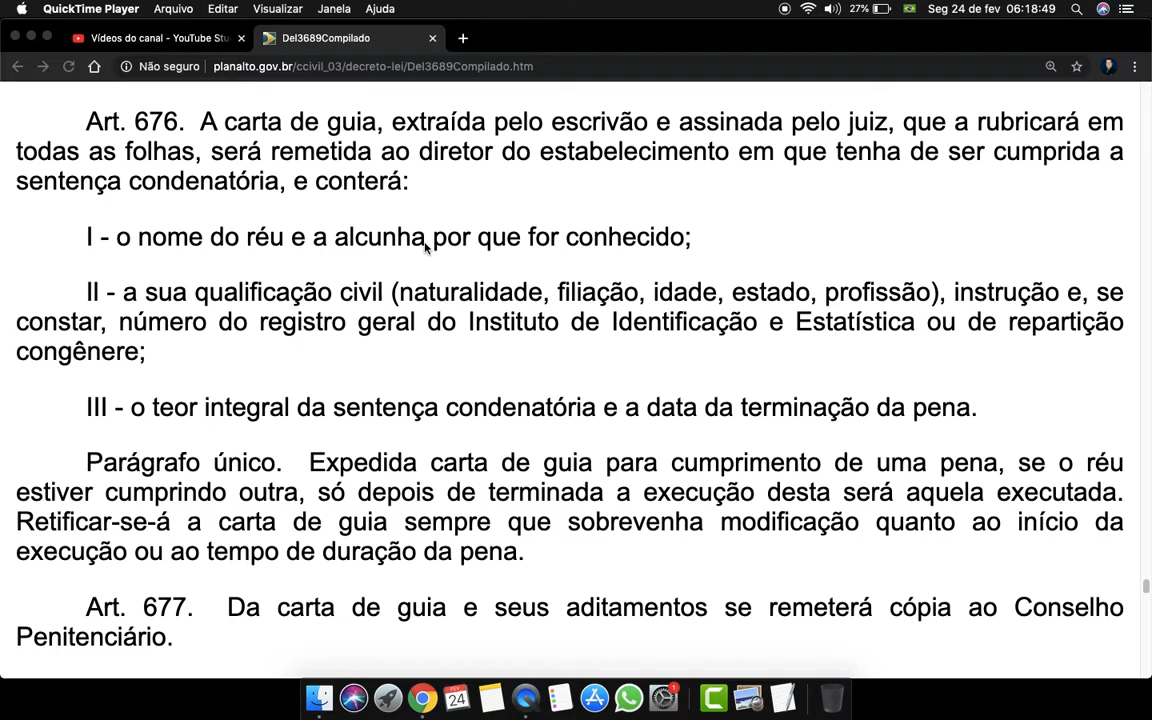 QuickTime Player Arquivo Editar Visualizar Janela Ajuda 27% Seg 24 de fev 06:18:49
Vídeos do canal - YouTube Stu Del3689Compilado
Não seguro planalto.gov.br/ccivil_03/decreto-lei/Del3689Compilado.htm
Art. 676. A carta de guia, extraída pelo escrivão e assinada pelo juiz, que a rubricará em
todas as folhas, será remetida ao diretor do estabelecimento em que tenha de ser cumprida a
sentença condenatória, e conterá:
I - o nome do réu e a alcunha por que for conhecido;
II - a sua qualificação civil (naturalidade, filiação, idade, estado, profissão), instrução e, se
constar, número do registro geral do Instituto de Identificação e Estatística ou de repartição
congênere;
III - o teor integral da sentença condenatória e a data da terminação da pena.
Parágrafo único. Expedida carta de guia para cumprimento de uma pena, se o réu
estiver cumprindo outra, só depois de terminada a execução desta será aquela executada.
Retificar-se-á a carta de guia sempre que sobrevenha modificação quanto ao início da
execução ou ao tempo de duração da pena.
Art. 677. Da carta de guia e seus aditamentos se remeterá cópia ao Conselho
Penitenciário.
FEV
24
1